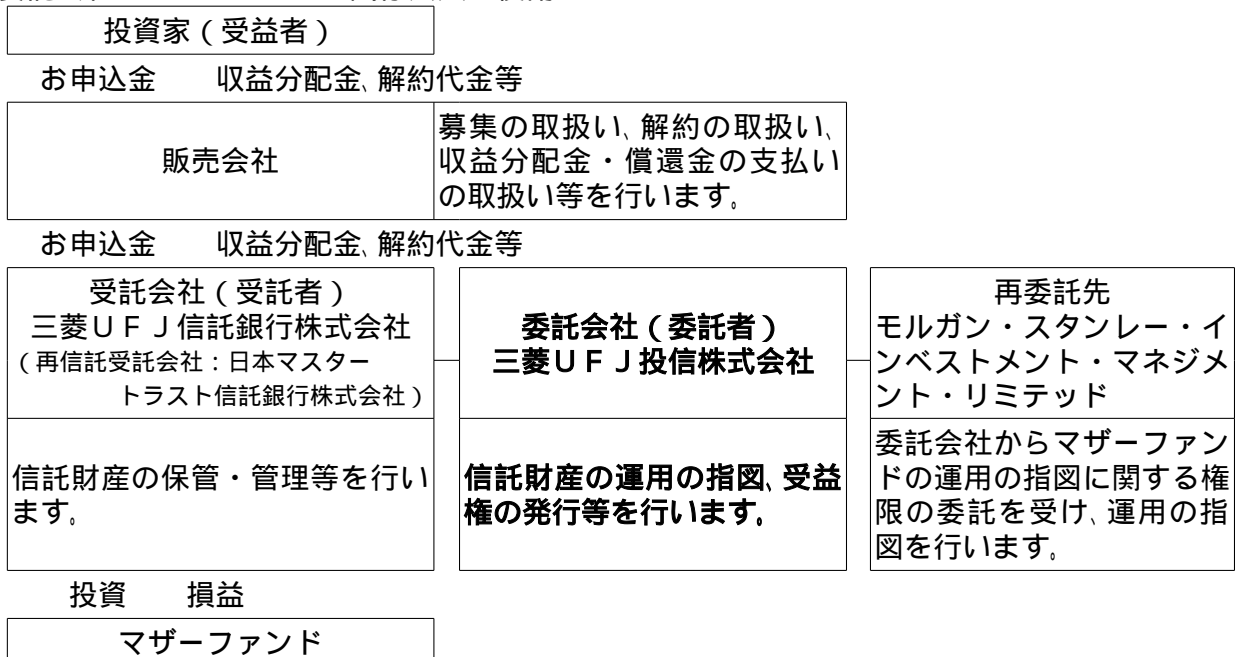 投資家（受益者）
お申込金　収益分配金、解約代金等
販売会社
募集の取扱い、解約の取扱い、
収益分配金・償還金の支払い
の取扱い等を行います。
お申込金　収益分配金、解約代金等
受託会社（受託者）
三菱ＵＦＪ信託銀行株式会社
（再信託受託会社：日本マスター
トラスト信託銀行株式会社）
信託財産の保管・管理等を行い
ます。
委託会社（委託者）
三菱ＵＦＪ投信株式会社
信託財産の運用の指図、受益
権の発行等を行います。
再委託先
モルガン・スタンレー・イ
ンベストメント・マネジメ
ント・リミテッド
委託会社からマザーファン
ドの運用の指図に関する権
限の委託を受け、運用の指
図を行います。
投資　損益
マザーファンド